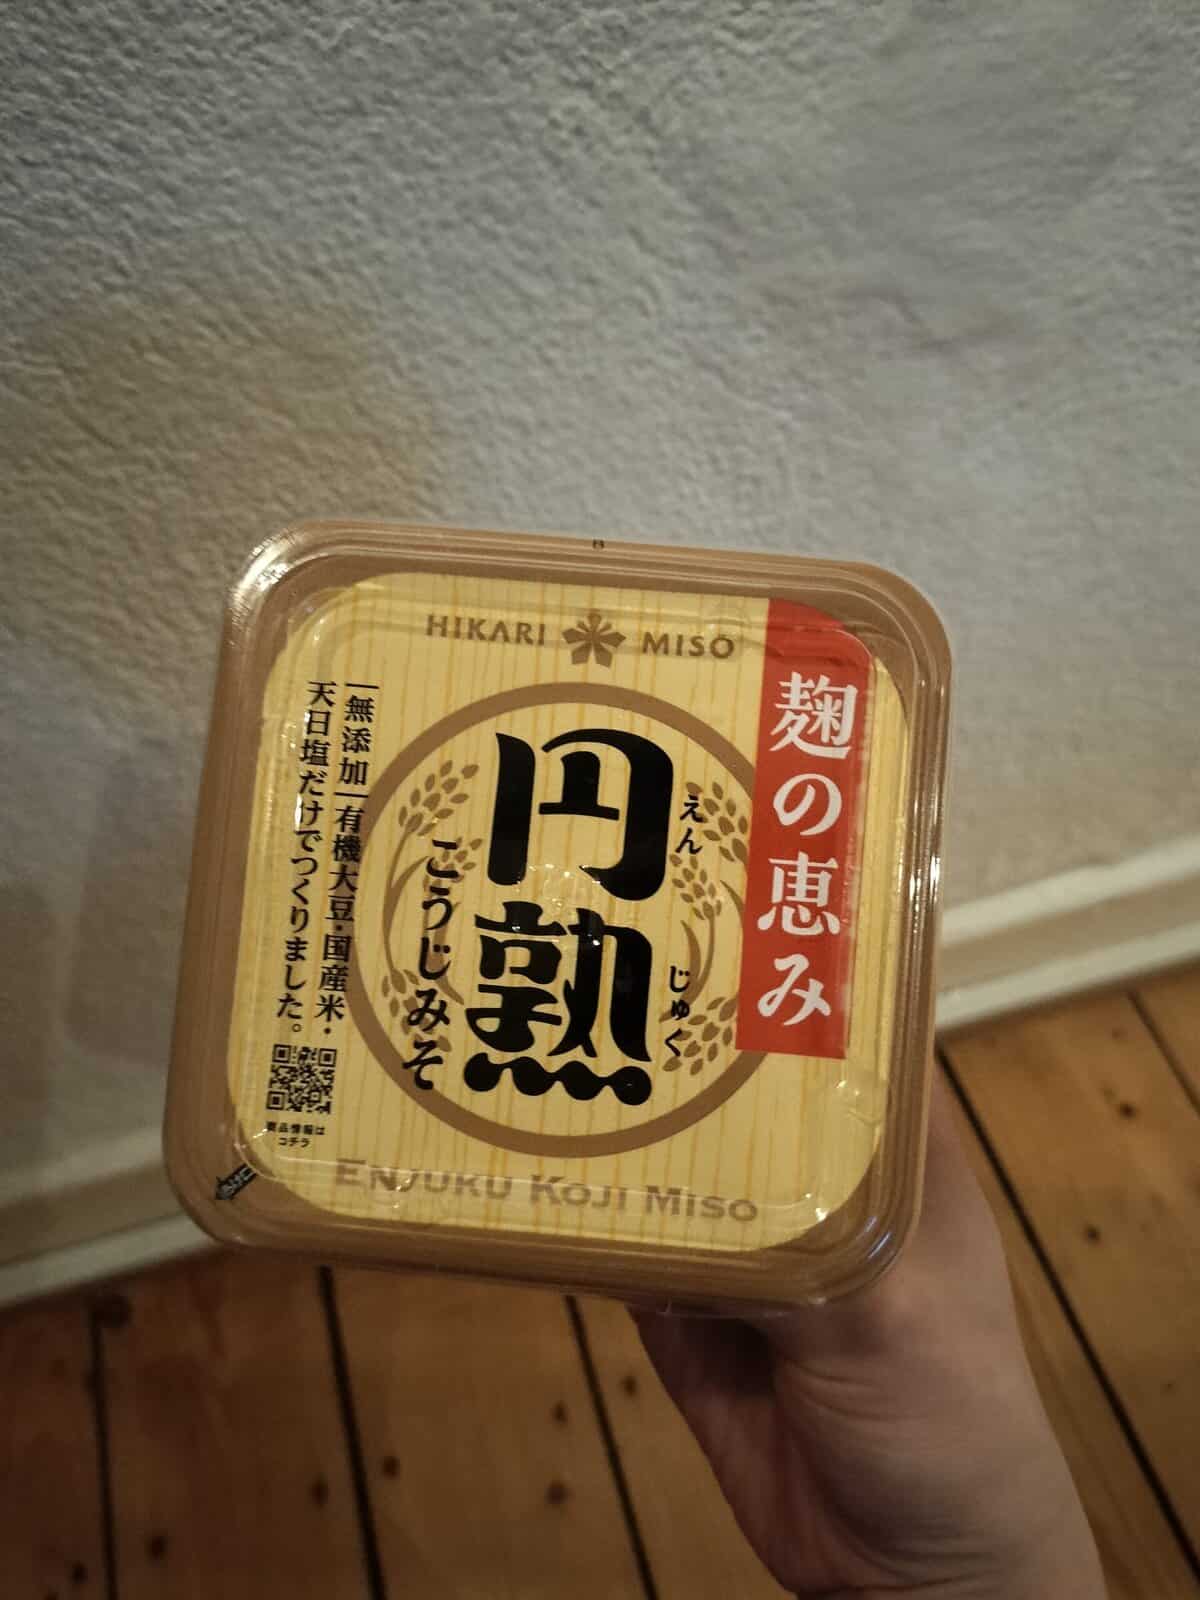 HIKARI MISO
麹の恵み
円熟
えんじゅく
こうじみそ
無添加 有機大豆・国産米・
天日塩だけでつくりました。
商品情報は
コチラ
ENJUKU KOJI MISO